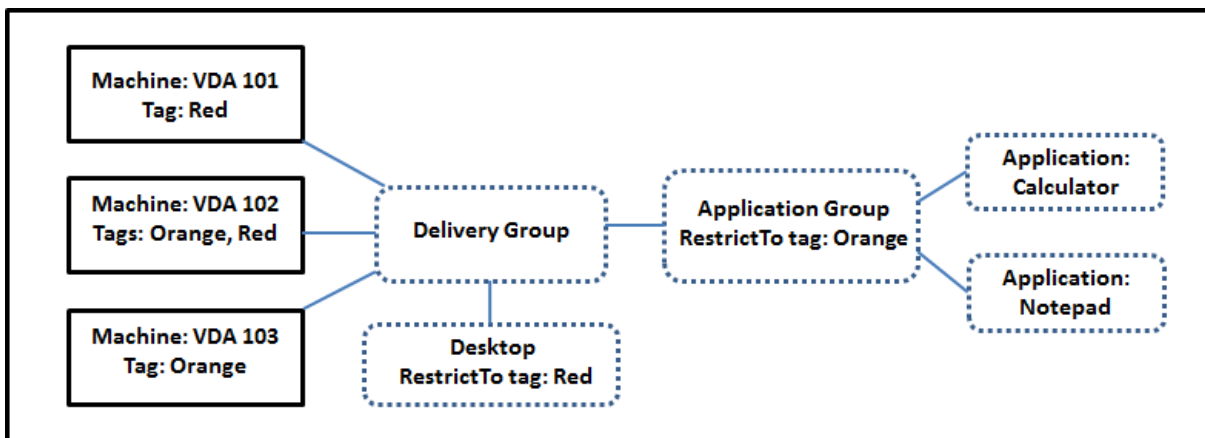 Machine: VDA 101
Tag: Red
Machine: VDA 102
Tags: Orange, Red
Machine: VDA 103
Tag: Orange
Delivery Group
Desktop
RestrictTo tag: Red
Application Group
RestrictTo tag: Orange
Application:
Calculator
Application:
Notepad